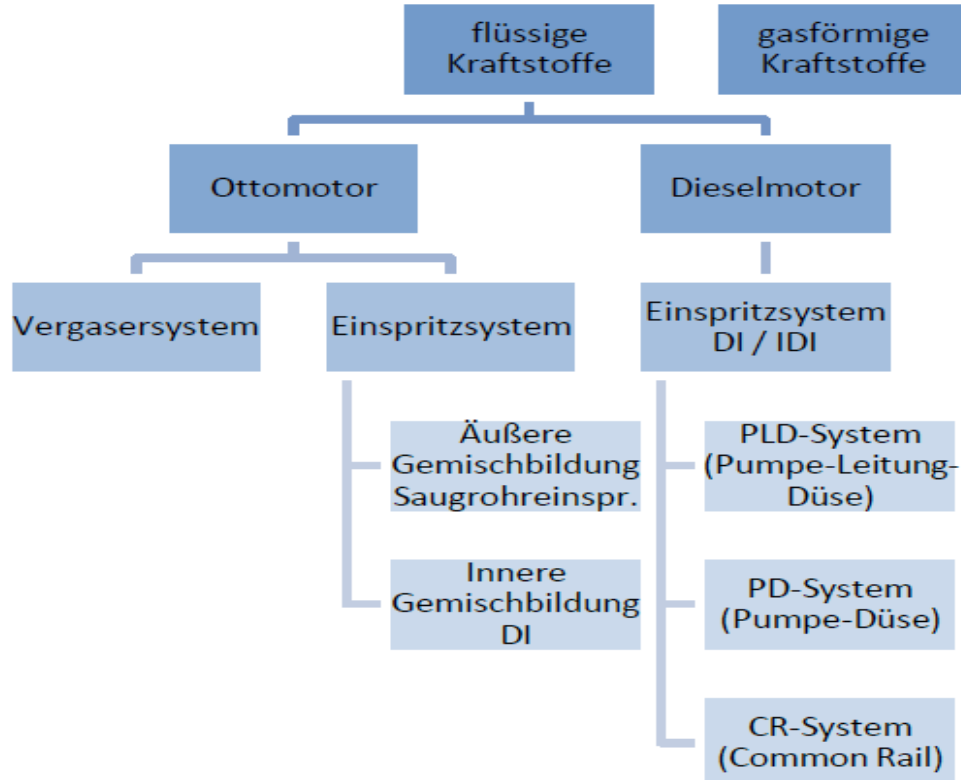 flüssige
Kraftstoffe
gasförmige
Kraftstoffe
Ottomotor
Dieselmotor
Vergasersystem
Einspritzsystem
Einspritzsystem
DI / IDI
Äußere
Gemischbildung
Saugrohreinspr.
PLD-System
(Pumpe-Leitung-
Düse)
Innere
Gemischbildung
DI
PD-System
(Pumpe-Düse)
CR-System
(Common Rail)